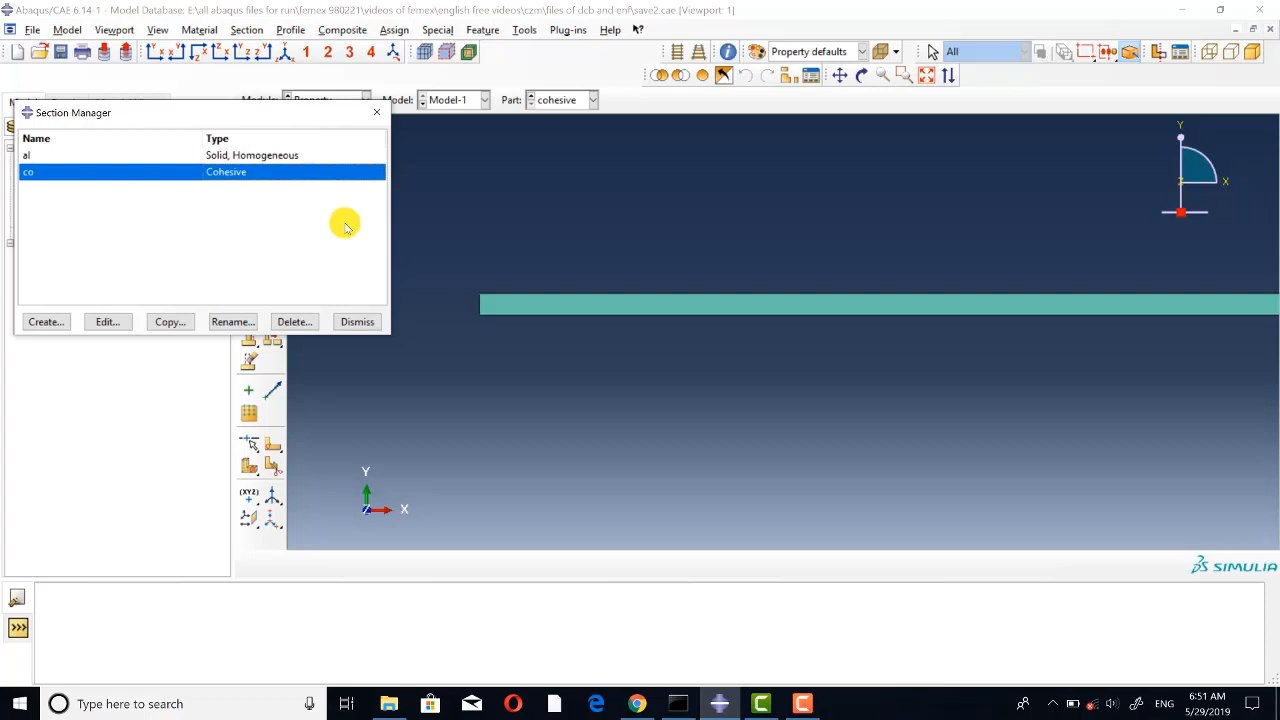 Abaqus/CAE 6.14-1 - Model Database: E:\all abaqus files for run\femex 980221\videos of femex\english free videos\czm\files of dcb and enf\save2.cae [Viewport: 1]
File Model Viewport View Material Section Profile Composite Assign Special Feature Tools Plug-ins Help
1 2 3 4 Property defaults All
Module: Property Model: Model-1 Part: cohesive
Section Manager
Name Type
al Solid, Homogeneous
co Cohesive
Create... Edit... Copy... Rename... Delete... Dismiss
Y
Z X
(XYZ)
Y
Z X
SIMULIA
>>>
Type here to search
ENG
6:51 AM
5/29/2019